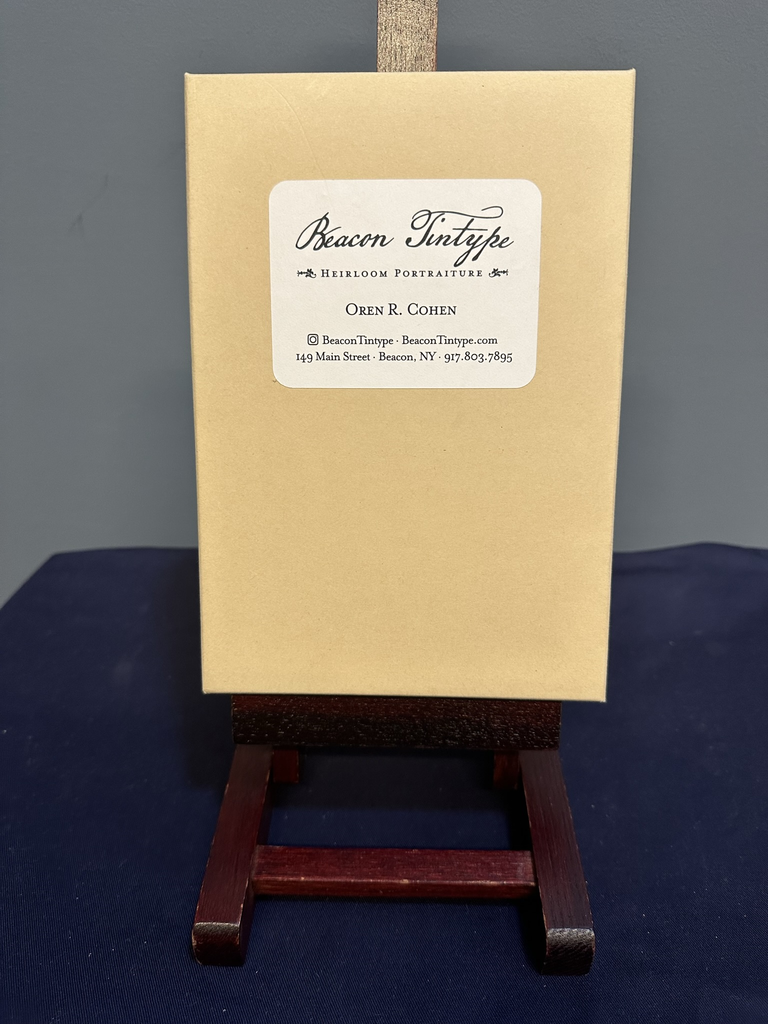 Beacon Tintype
Heirloom Portraiture
Oren R. Cohen
BeaconTintype · BeaconTintype.com
149 Main Street · Beacon, NY · 917.803.7895